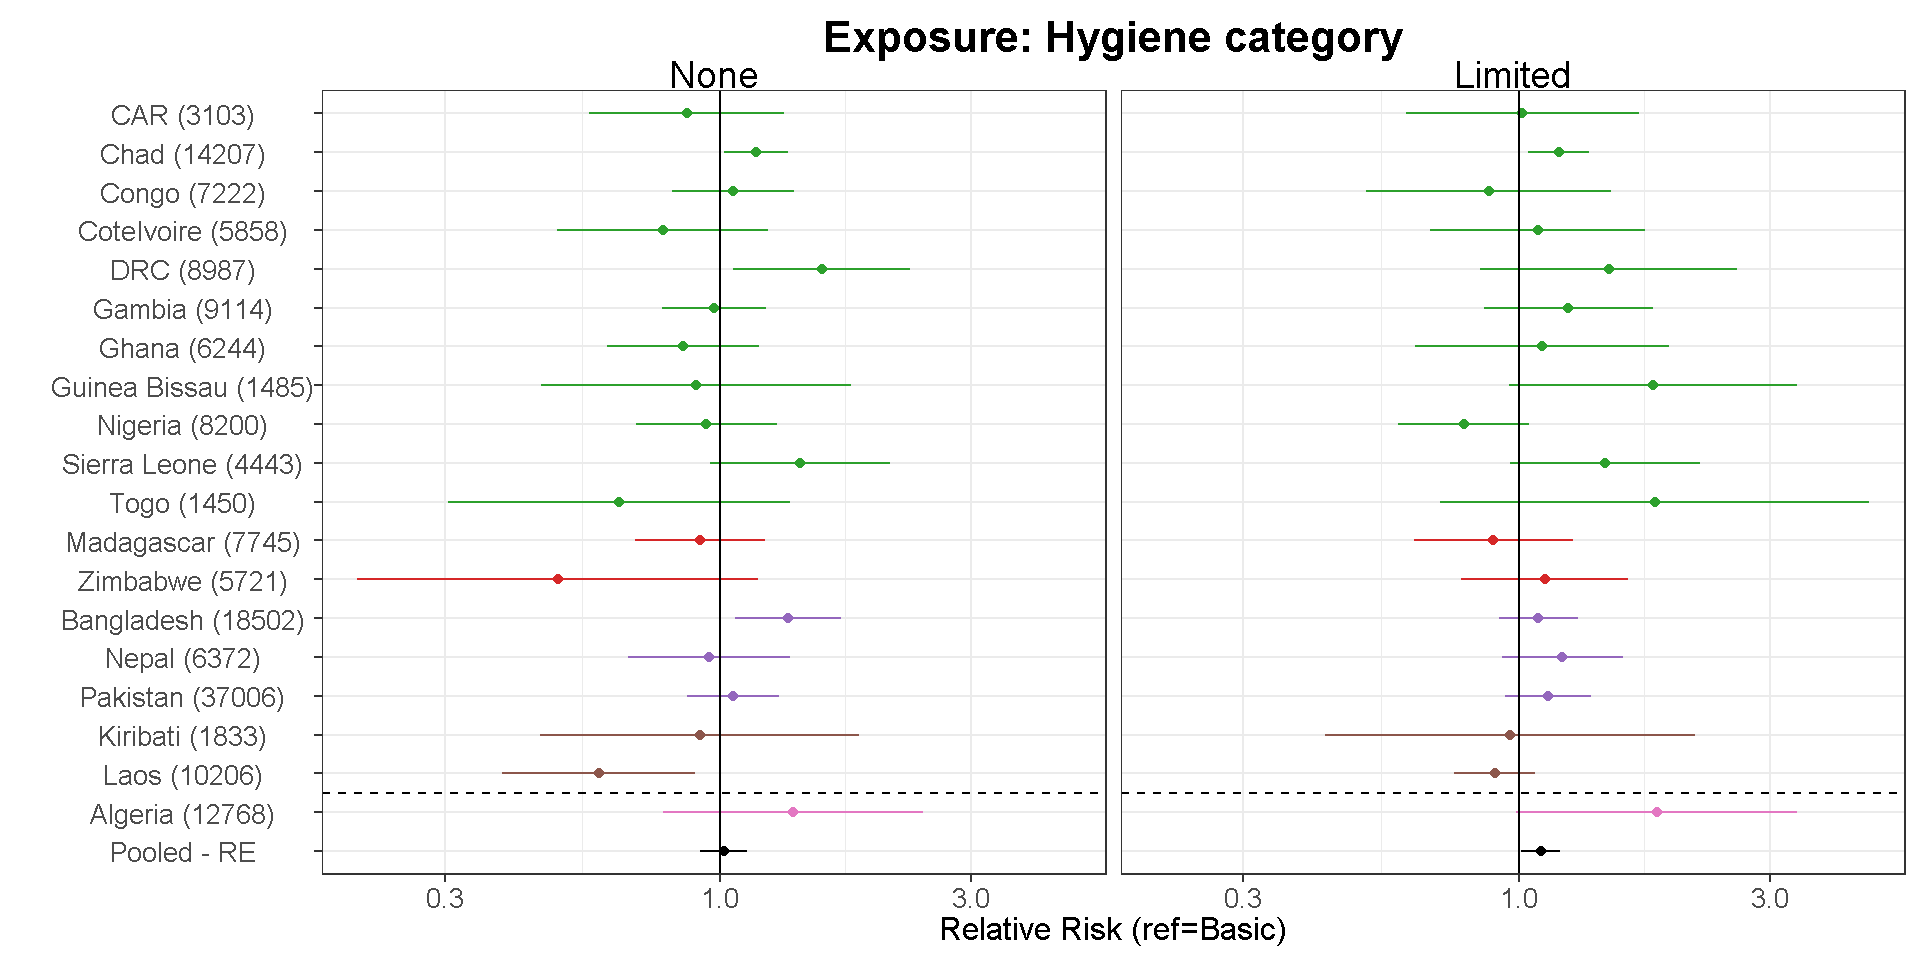 Exposure: Hygiene category
None
Limited
CAR (3103)
Chad (14207)
Congo (7222)
CoteIvoire (5858)
DRC (8987)
Gambia (9114)
Ghana (6244)
Guinea Bissau (1485)
Nigeria (8200)
Sierra Leone (4443)
Togo (1450)
Madagascar (7745)
Zimbabwe (5721)
Bangladesh (18502)
Nepal (6372)
Pakistan (37006)
Kiribati (1833)
Laos (10206)
Algeria (12768)
Pooled - RE
0.3 1.0 3.0 0.3 1.0 3.0
Relative Risk (ref=Basic)